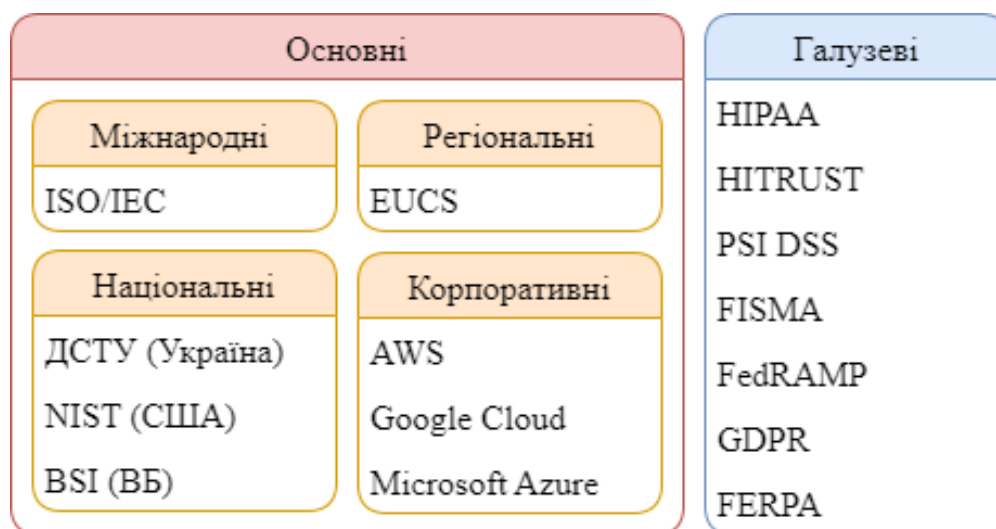 Основні
Міжнародні
ISO/IEC
Регіональні
EUCS
Національні
ДСТУ (Україна)
NIST (США)
BSI (ВБ)
Корпоративні
AWS
Google Cloud
Microsoft Azure
Галузеві
HIPAA
HITRUST
PSI DSS
FISMA
FedRAMP
GDPR
FERPA